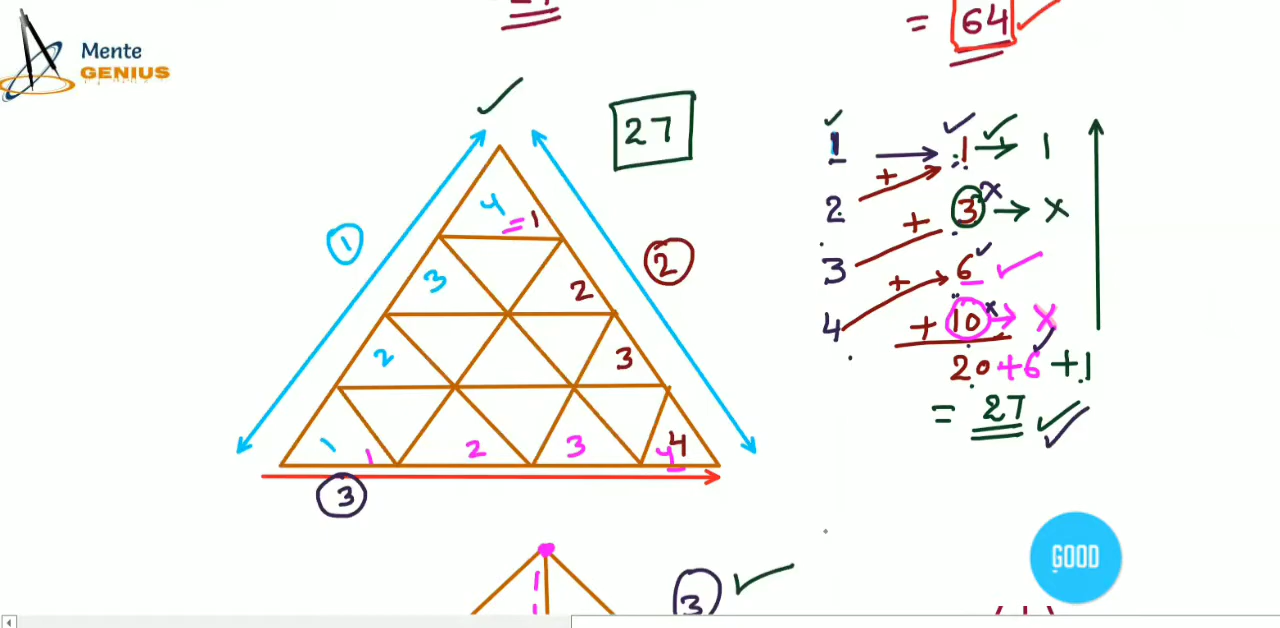 = 64
Mente
GENIUS
27
1 → 1 → 1
2 + 3 x → x
3 + 6
4 + + 10 x → x
20 + 6 + 1
= 27
1
2
3
4
= 1
3
2
2
3
1
1
2
3
4
4
3
GOOD
3